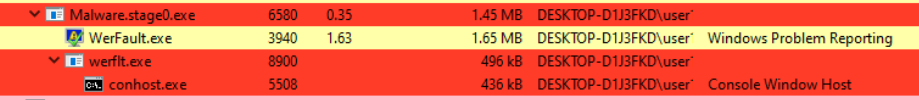 Malware.stage0.exe 6580 0.35 1.45 MB DESKTOP-D1J3FKD\user
WerFault.exe 3940 1.63 1.65 MB DESKTOP-D1J3FKD\user Windows Problem Reporting
werflt.exe 8900 496 kB DESKTOP-D1J3FKD\user
conhost.exe 5508 436 kB DESKTOP-D1J3FKD\user Console Window Host